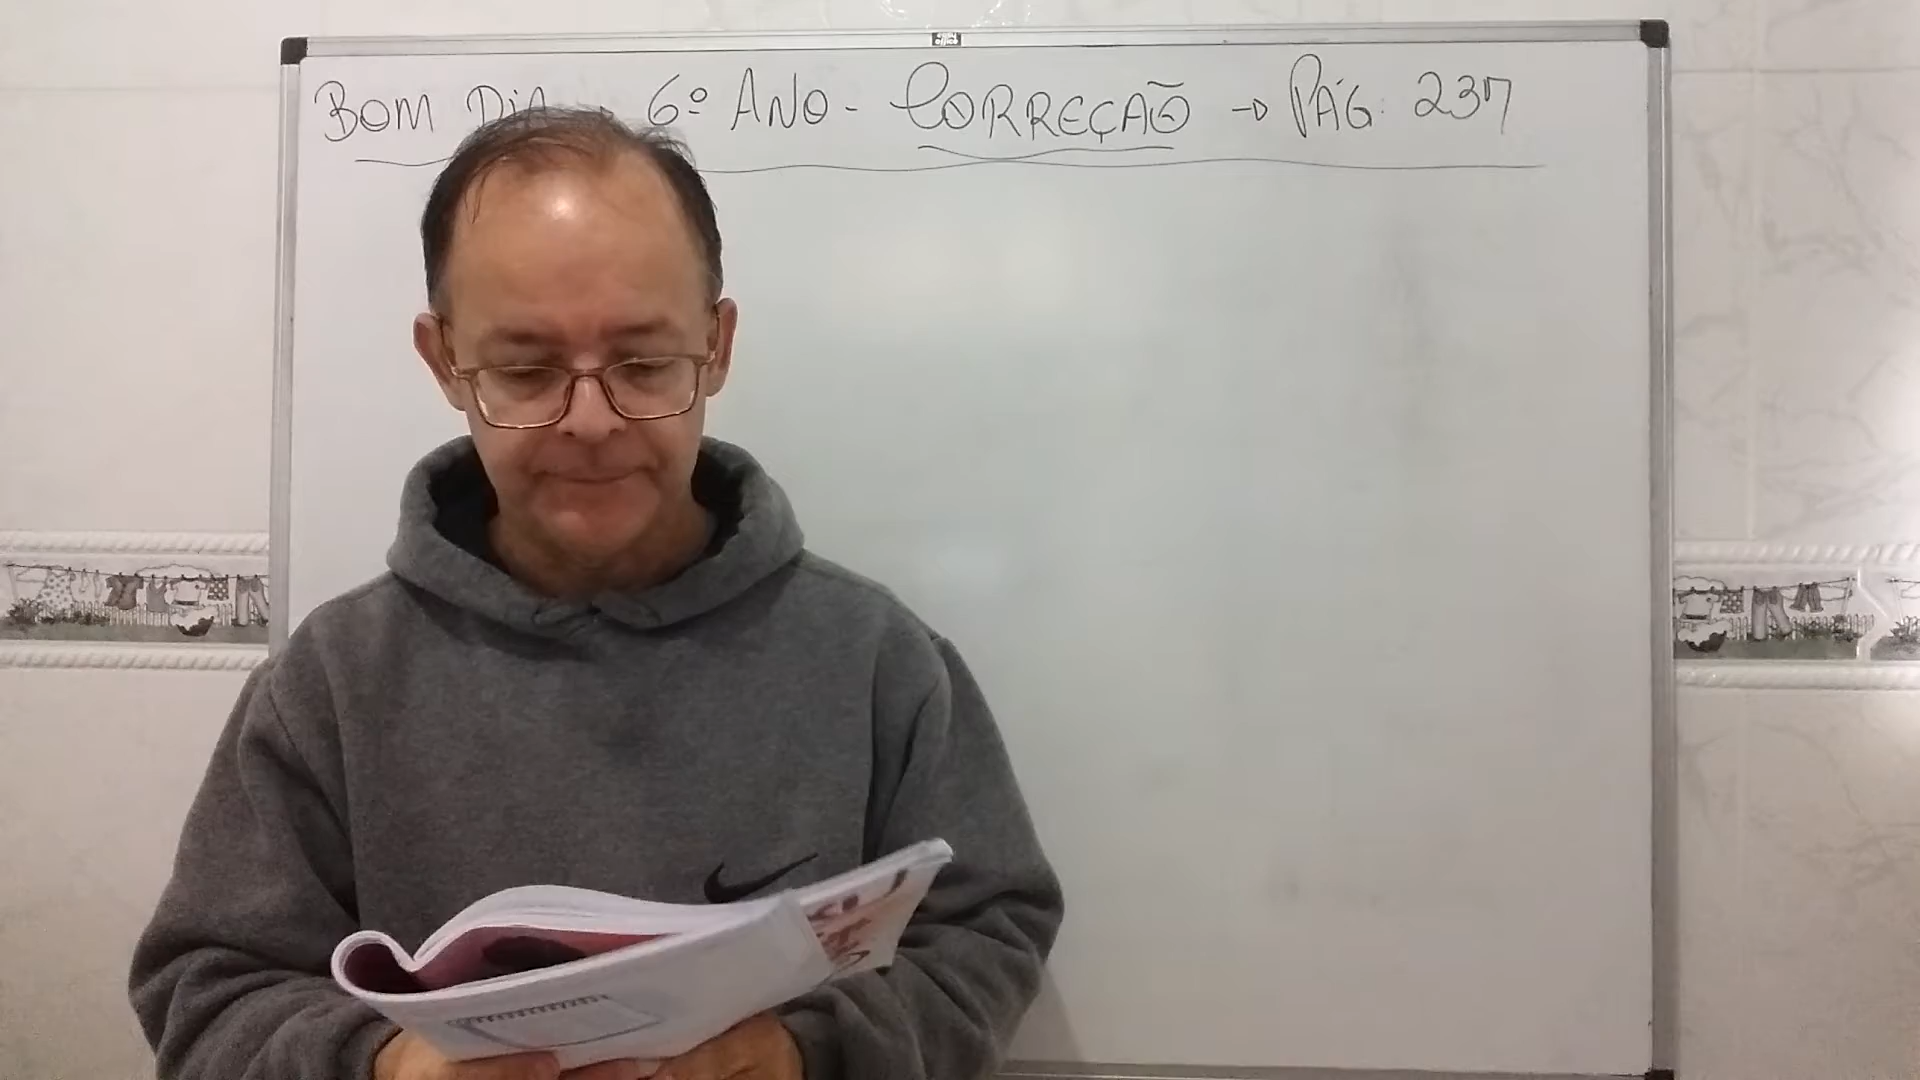 BOM DIA - 6º ANO - CORREÇÃO → PÁG. 237